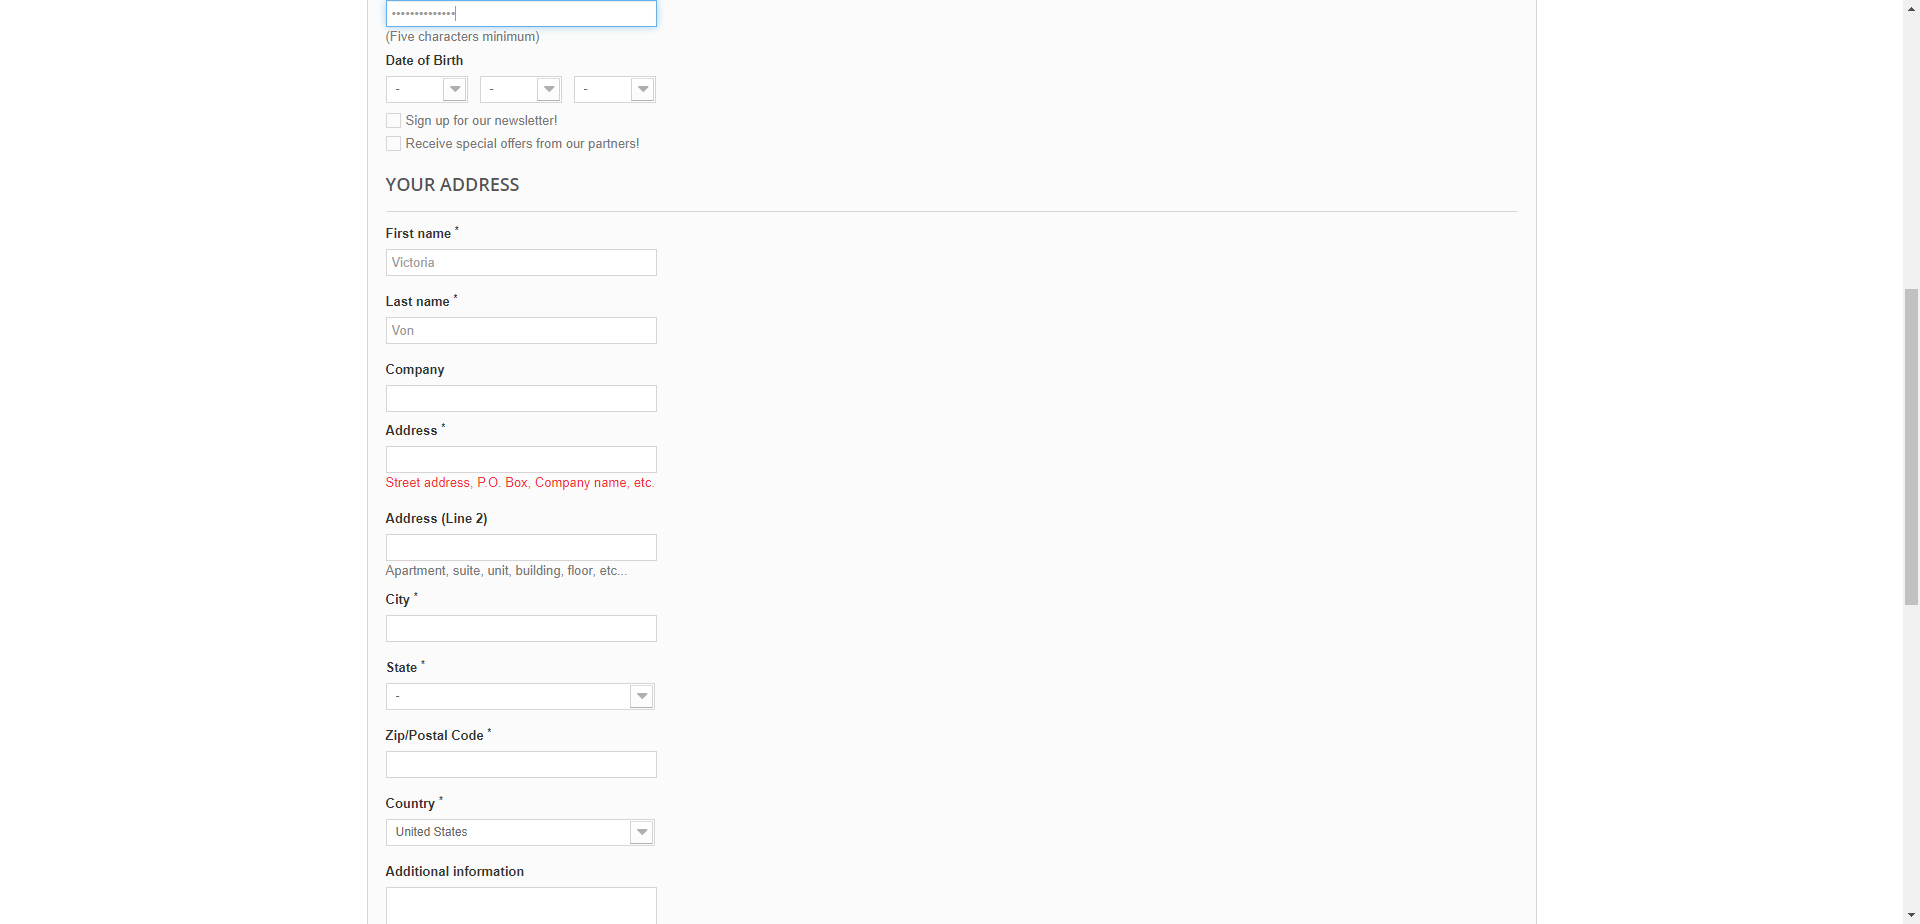 ••••••••••••••
(Five characters minimum)
Date of Birth
- - -
Sign up for our newsletter!
Receive special offers from our partners!
YOUR ADDRESS
First name *
Victoria
Last name *
Von
Company
Address *
Street address, P.O. Box, Company name, etc.
Address (Line 2)
Apartment, suite, unit, building, floor, etc...
City *
State *
-
Zip/Postal Code *
Country *
United States
Additional information